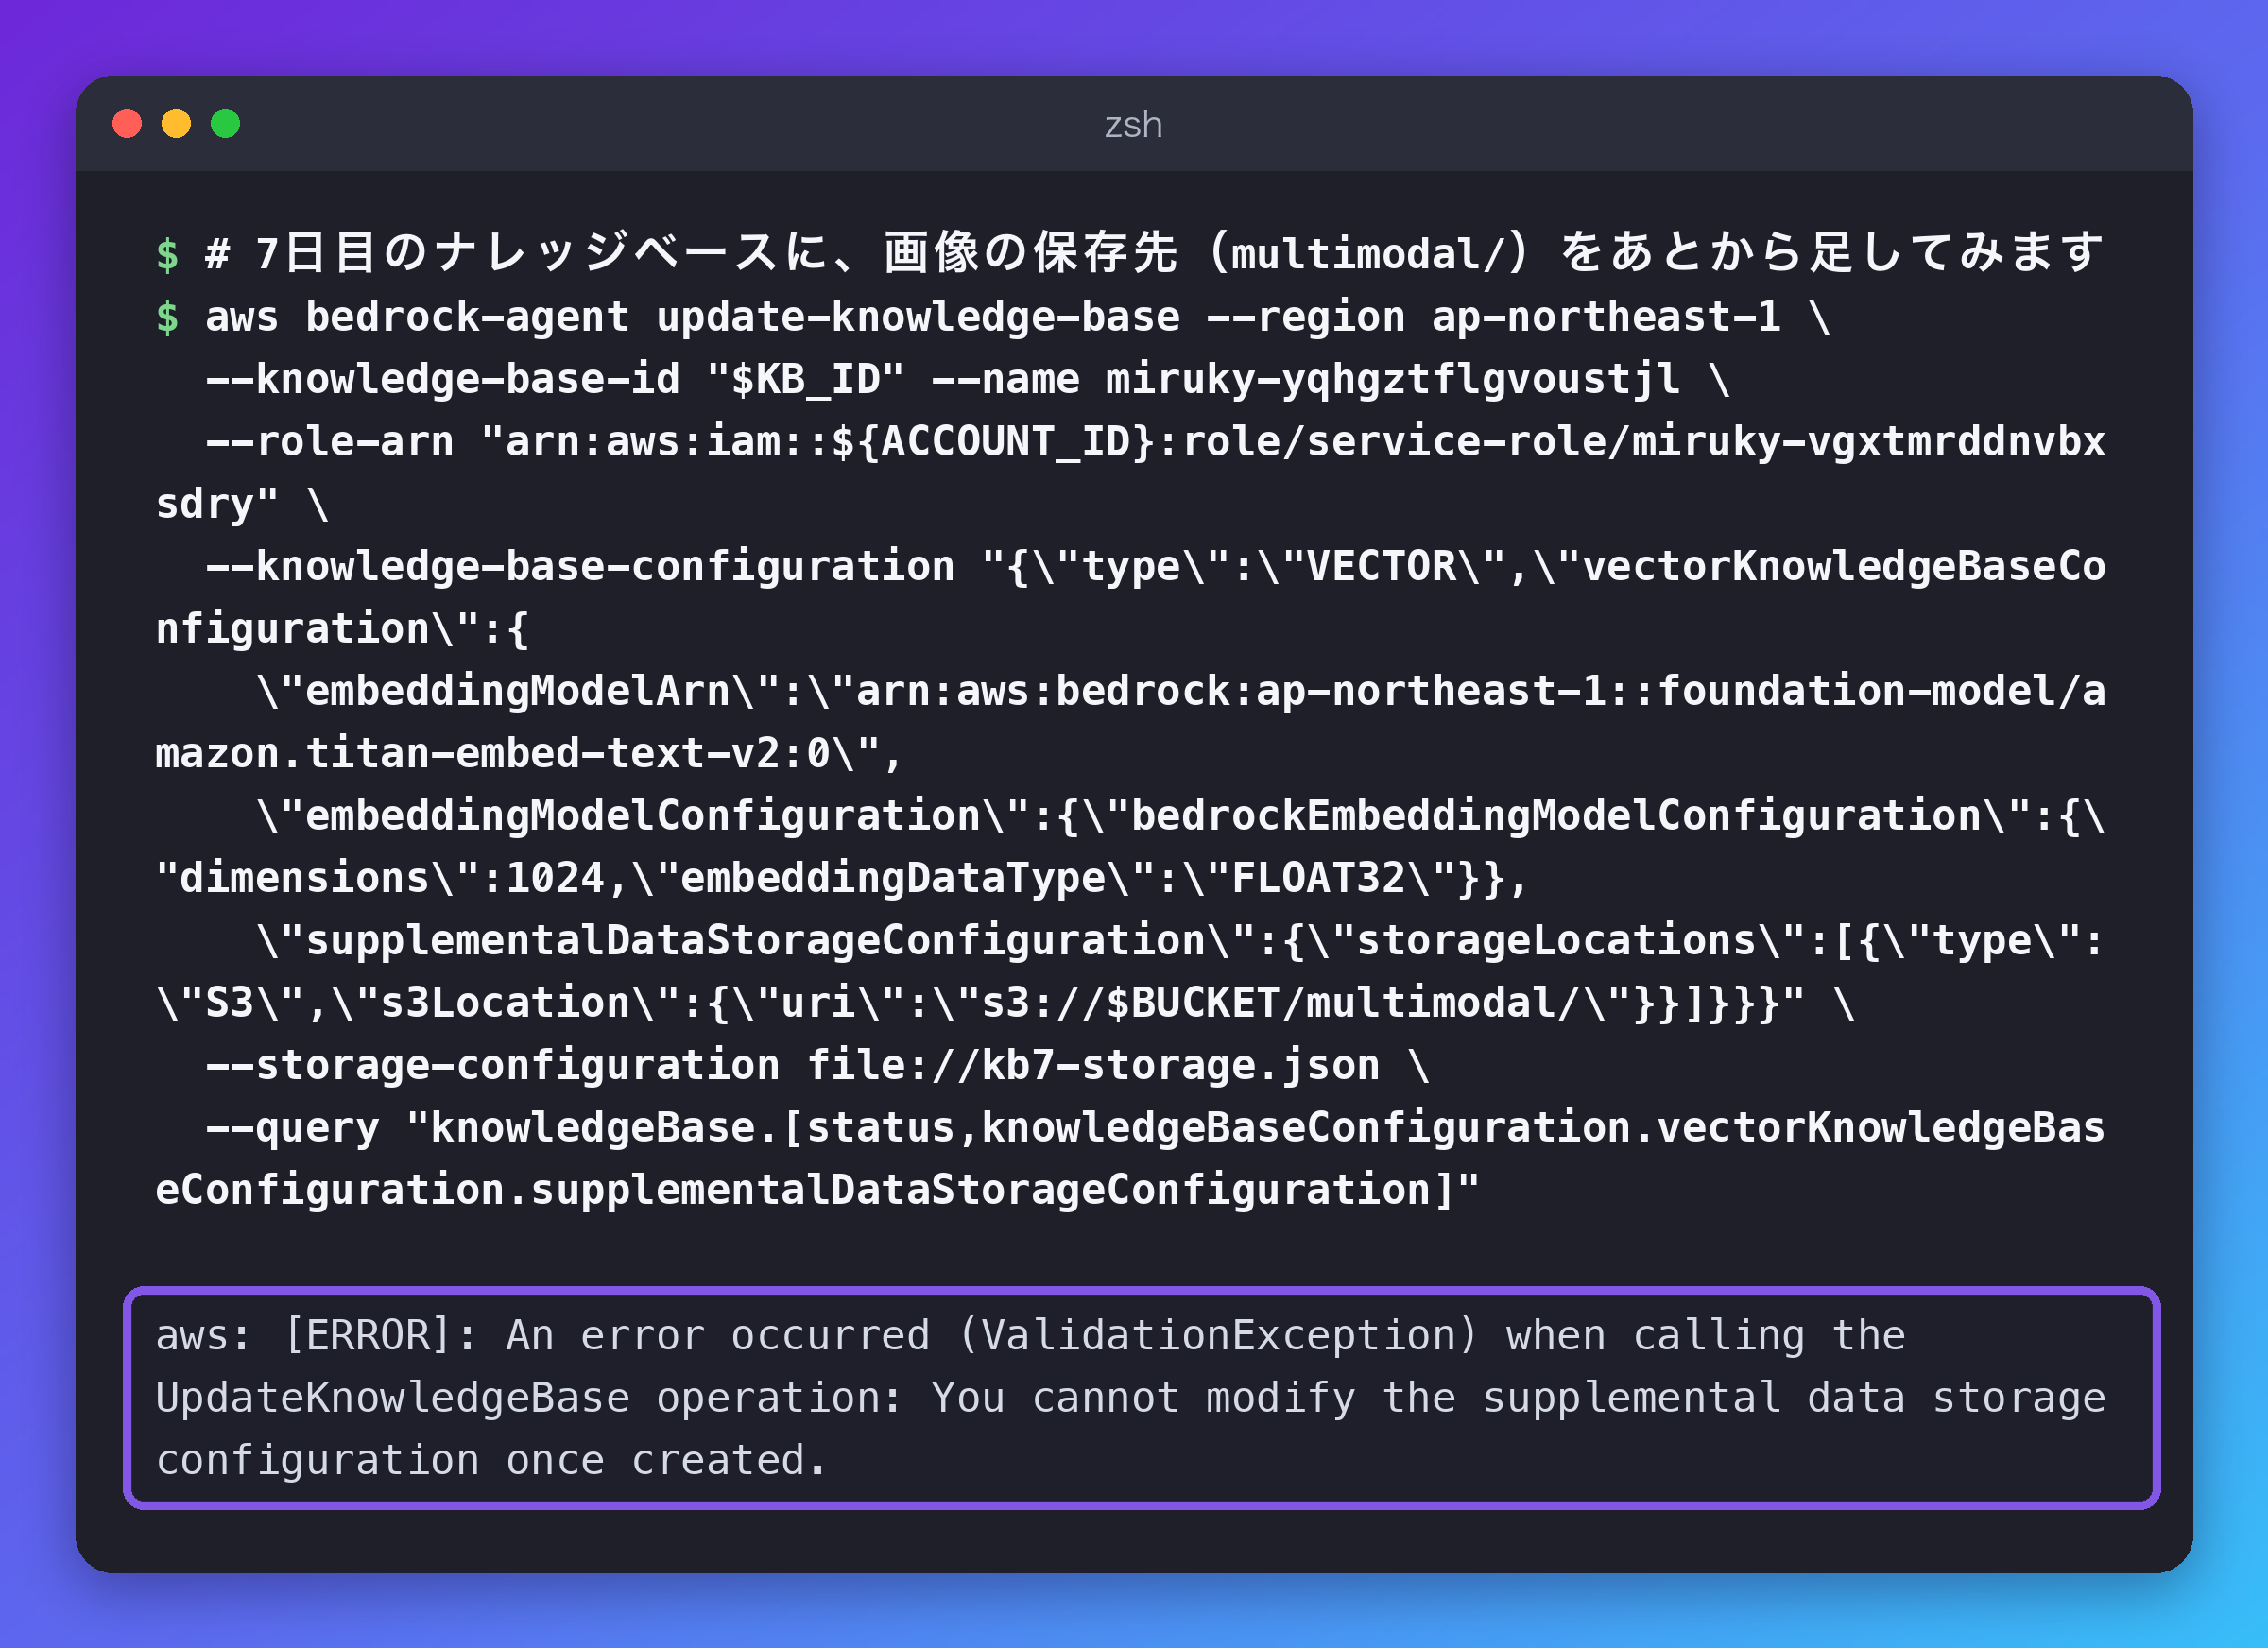 zsh
$ # 7日目のナレッジベースに、画像の保存先（multimodal/）をあとから足してみます
$ aws bedrock-agent update-knowledge-base --region ap-northeast-1 \
  --knowledge-base-id "$KB_ID" --name miruky-yqhgztflgvoustjl \
  --role-arn "arn:aws:iam::${ACCOUNT_ID}:role/service-role/miruky-vgxtmrddnvbx
sdry" \
  --knowledge-base-configuration "{\"type\":\"VECTOR\",\"vectorKnowledgeBaseCo
nfiguration\":{
    \"embeddingModelArn\":\"arn:aws:bedrock:ap-northeast-1::foundation-model/a
mazon.titan-embed-text-v2:0\",
    \"embeddingModelConfiguration\":{\"bedrockEmbeddingModelConfiguration\":{\
"dimensions\":1024,\"embeddingDataType\":\"FLOAT32\"}},
    \"supplementalDataStorageConfiguration\":{\"storageLocations\":[{\"type\":
\"S3\",\"s3Location\":{\"uri\":\"s3://$BUCKET/multimodal/\"}}]}}}" \
  --storage-configuration file://kb7-storage.json \
  --query "knowledgeBase.[status,knowledgeBaseConfiguration.vectorKnowledgeBas
eConfiguration.supplementalDataStorageConfiguration]"
aws: [ERROR]: An error occurred (ValidationException) when calling the
UpdateKnowledgeBase operation: You cannot modify the supplemental data storage
configuration once created.